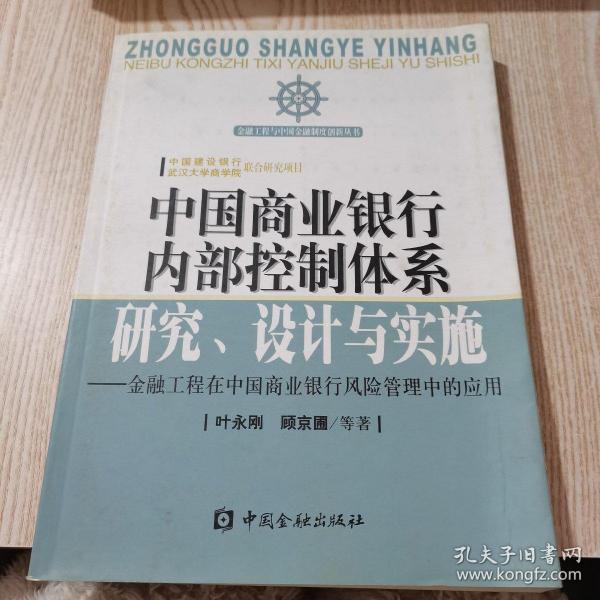 ZHONGGUO SHANGYE YINHANG
NEIBU KONGZHI TIXI YANJIU SHEJI YU SHISHI
金融工程与中国金融制度创新丛书
中国建设银行
武汉大学商学院
联合研究项目
中国商业银行
内部控制体系
研究、设计与实施
——金融工程在中国商业银行风险管理中的应用
叶永刚 顾京圃/等著
中国金融出版社
孔夫子旧书网
www.kongfz.com